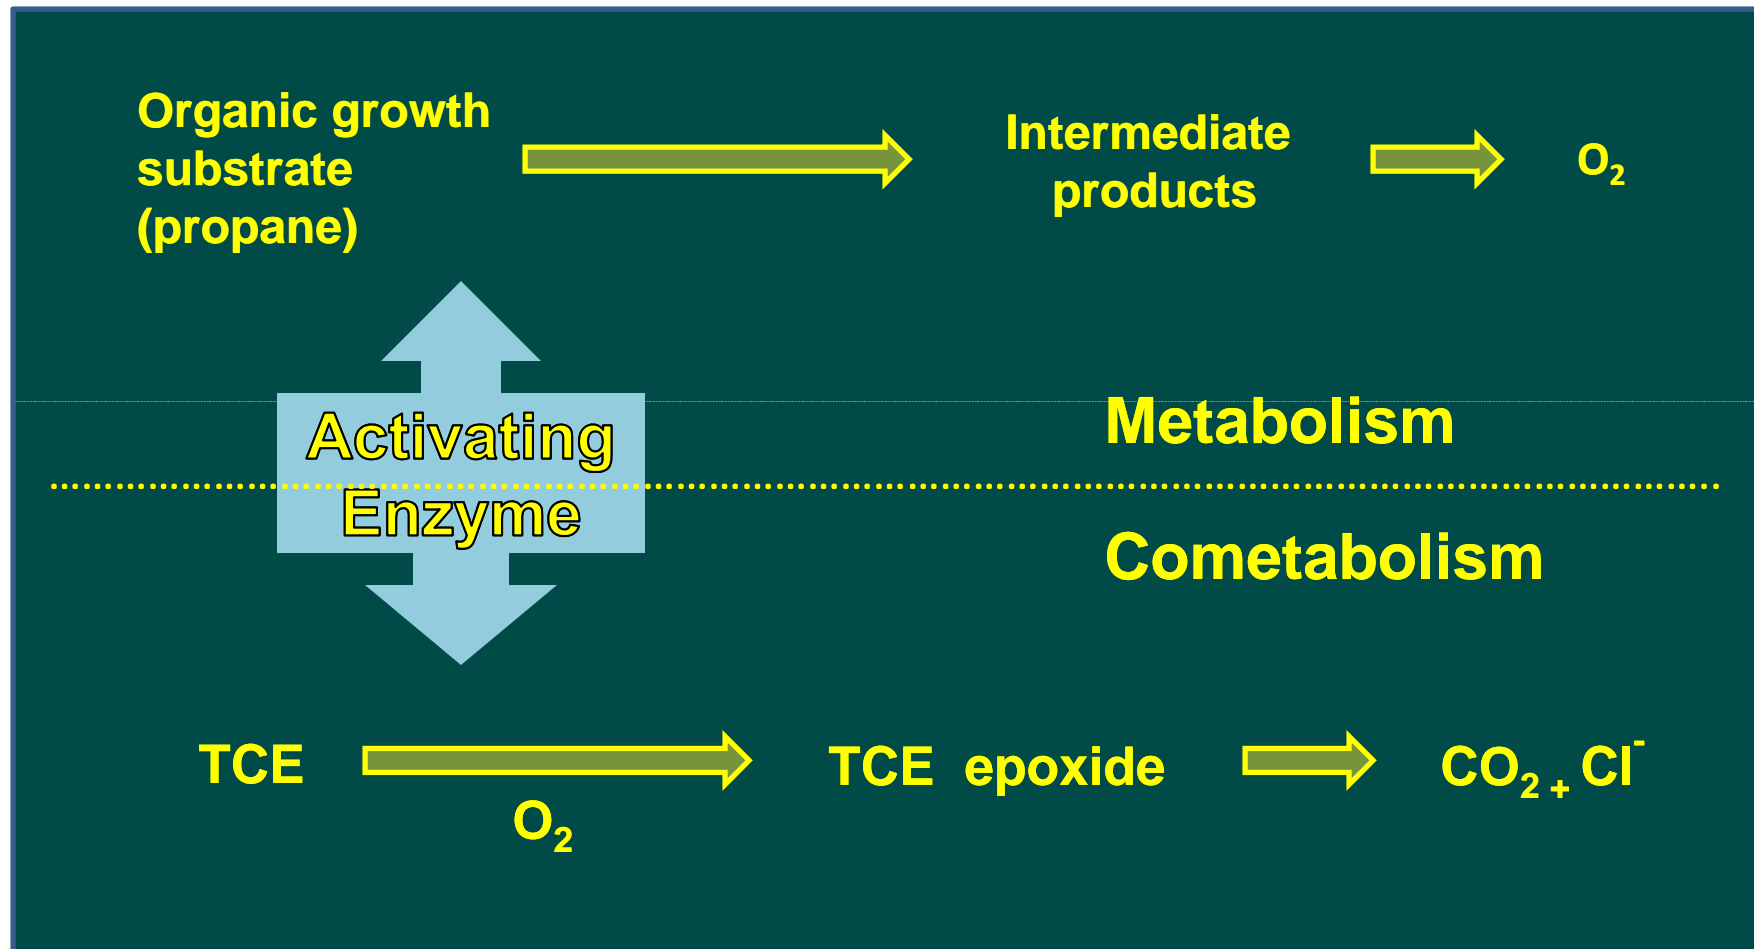 Organic growth
substrate
(propane)
Intermediate
products
O₂
Activating
Enzyme
Metabolism
Cometabolism
TCE
O₂
TCE epoxide
CO₂ + Cl⁻